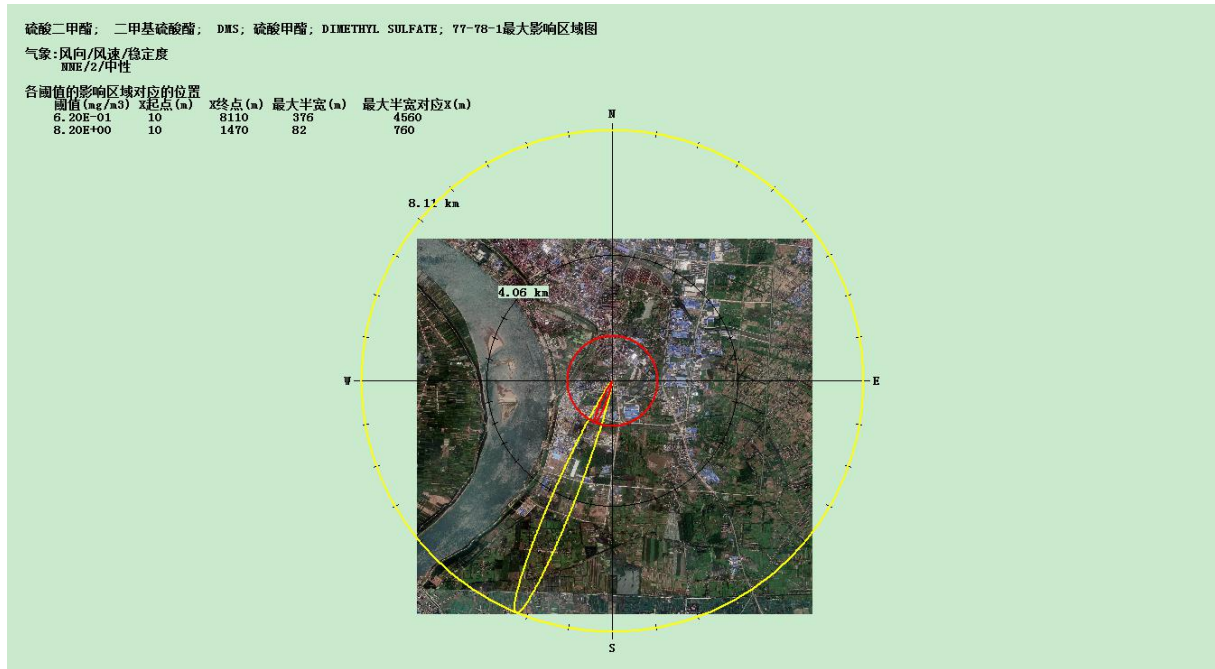 硫酸二甲酯; 二甲基硫酸酯; DMS; 硫酸甲酯; DIMETHYL SULFATE; 77-78-1最大影响区域图
气象:风向/风速/稳定度
NNE/2/中性
各阈值的影响区域对应的位置
阈值(mg/m3) X起点(m) X终点(m) 最大半宽(m) 最大半宽对应X(m)
6.20E-01 10 8110 376 4560
8.20E+00 10 1470 82 760
N
8.11 km
4.06 km
W
E
S